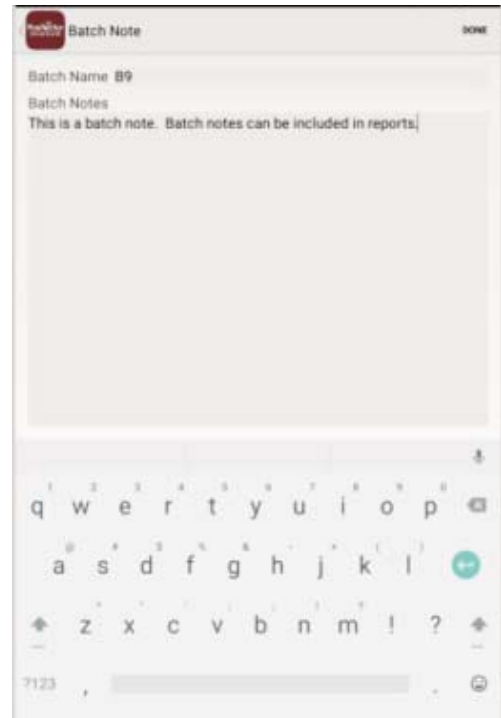 Batch Note
DONE
Batch Name B9
Batch Notes
This is a batch note. Batch notes can be included in reports.
q w e r t y u i o p
a s d f g h j k l
z x c v b n m ! ?
?123 , .